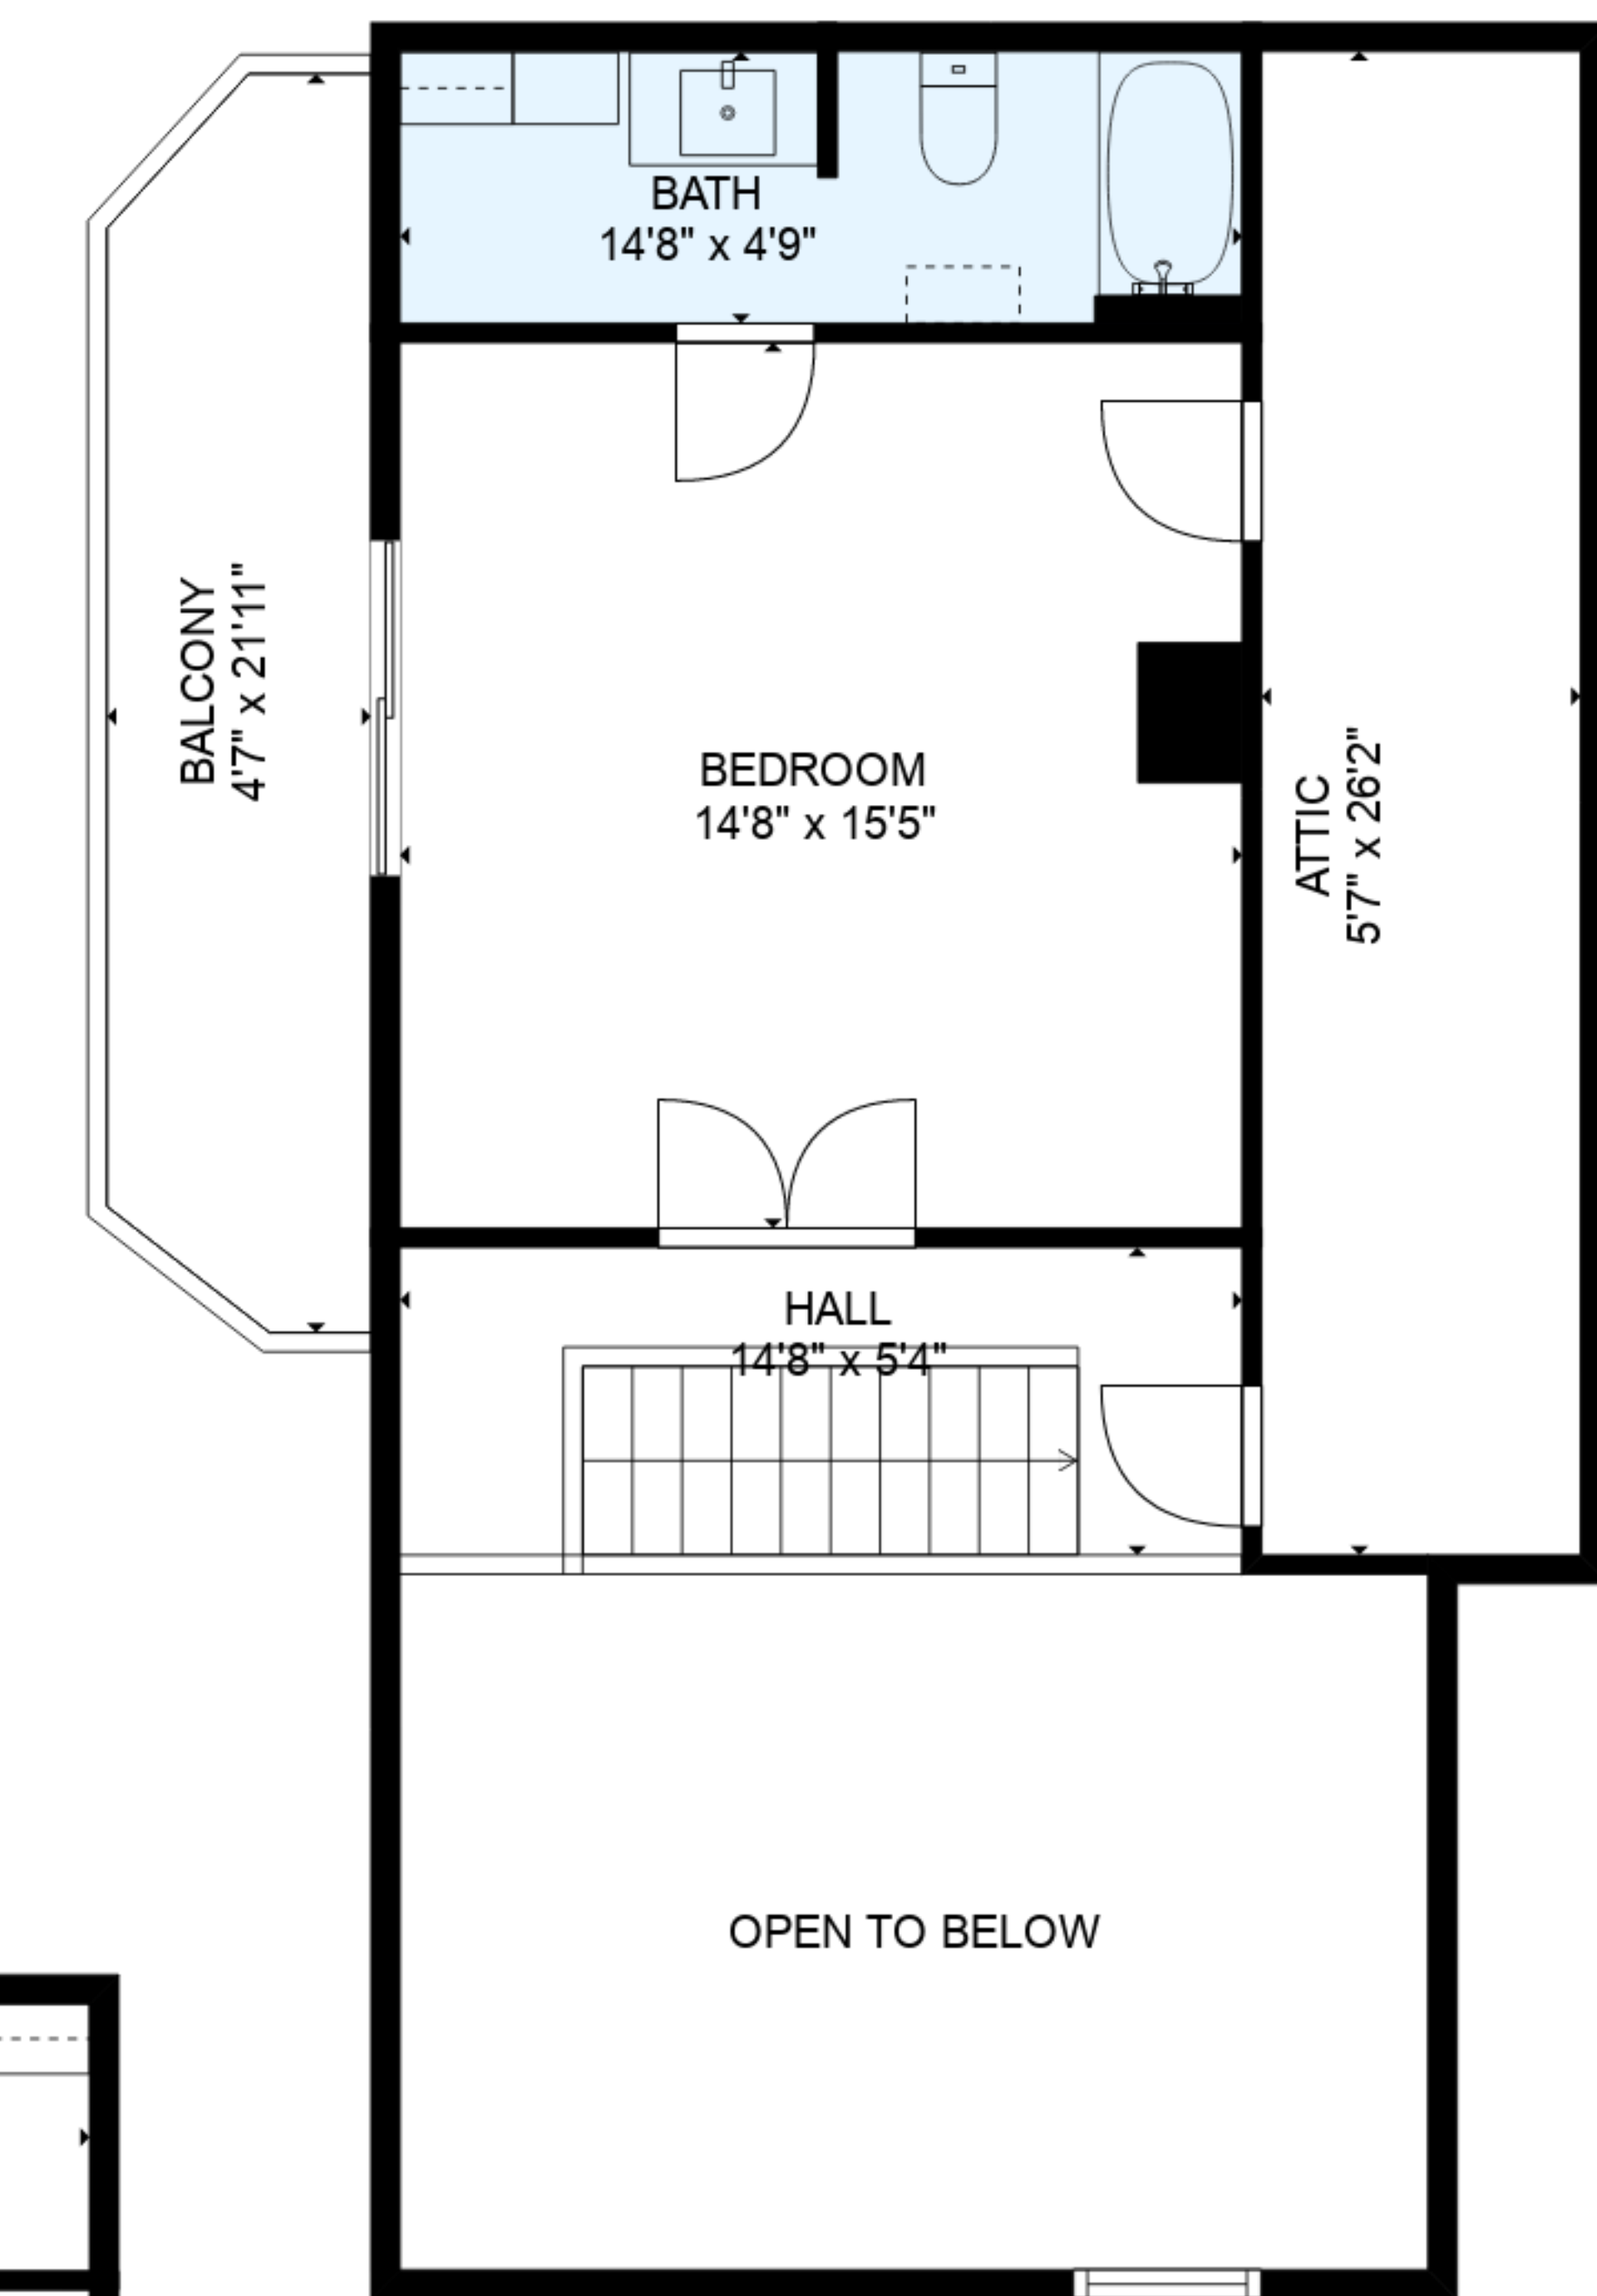 BATH
14'8" x 4'9"
BALCONY
4'7" x 21'11"
BEDROOM
14'8" x 15'5"
ATTIC
5'7" x 26'2"
HALL
14'8" x 5'4"
OPEN TO BELOW